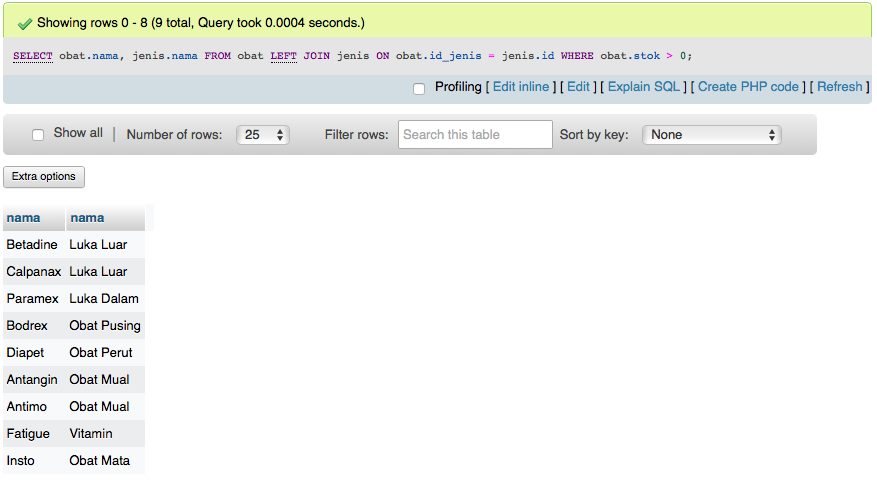 Showing rows 0 - 8 (9 total, Query took 0.0004 seconds.)
SELECT obat.nama, jenis.nama FROM obat LEFT JOIN jenis ON obat.id_jenis = jenis.id WHERE obat.stok > 0;
Profiling [ Edit inline ] [ Edit ] [ Explain SQL ] [ Create PHP code ] [ Refresh ]
Show all | Number of rows: 25 Filter rows: Search this table Sort by key: None
Extra options
nama nama
Betadine Luka Luar
Calpanax Luka Luar
Paramex Luka Dalam
Bodrex Obat Pusing
Diapet Obat Perut
Antangin Obat Mual
Antimo Obat Mual
Fatigue Vitamin
Insto Obat Mata